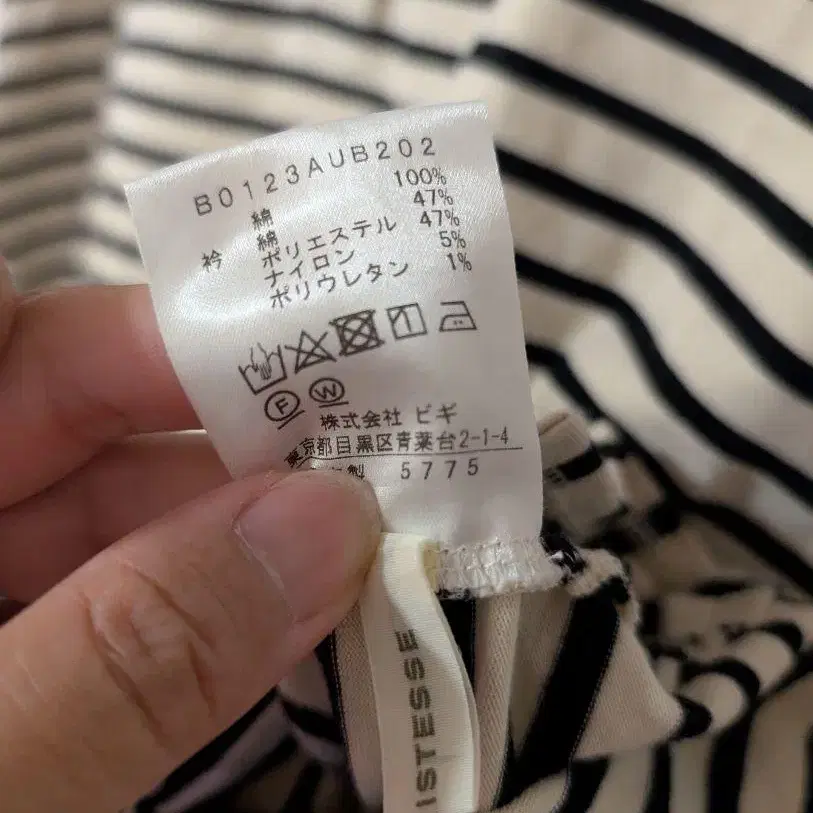 B0123AUB202
綿 100%
衿 綿 47%
ポリエステル 47%
ナイロン 5%
ポリウレタン 1%
F W
株式会社 ビギ
東京都目黒区青葉台2-1-4
製 5775
ISTESSE